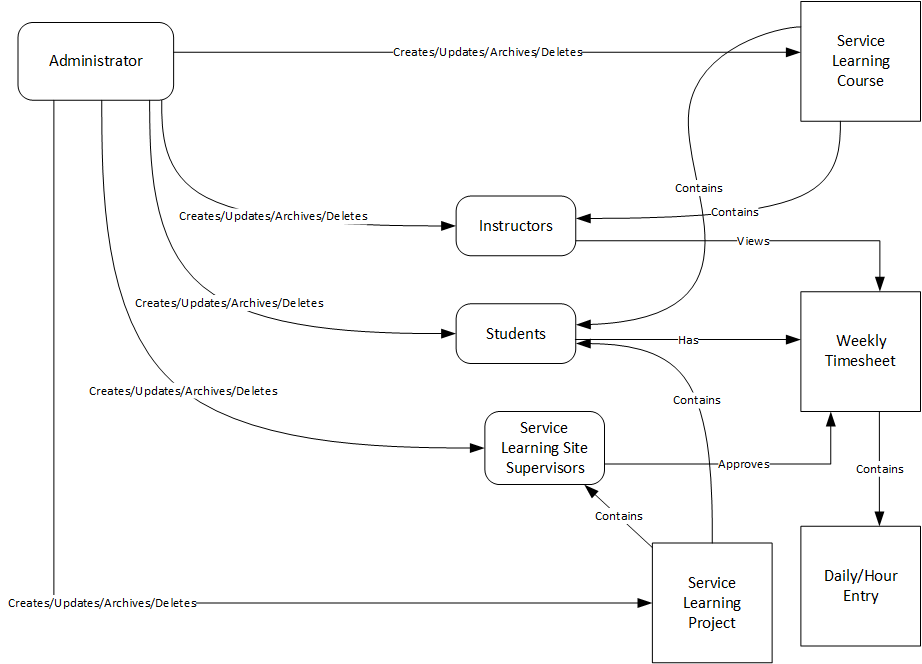 Administrator
Creates/Updates/Archives/Deletes
Service
Learning
Course
Contains
Creates/Updates/Archives/Deletes
Contains
Instructors
Views
Creates/Updates/Archives/Deletes
Students
Has
Weekly
Timesheet
Creates/Updates/Archives/Deletes
Contains
Service
Learning Site
Supervisors
Approves
Contains
Contains
Daily/Hour
Entry
Service
Learning
Project
Creates/Updates/Archives/Deletes